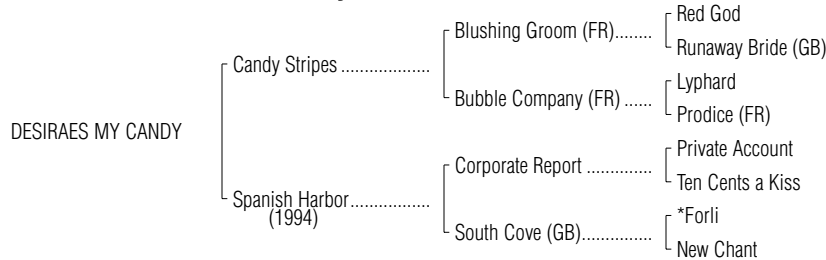 Red God
Blushing Groom (FR)........
Runaway Bride (GB)
Candy Stripes ....................
Lyphard
Bubble Company (FR) ......
Prodice (FR)
DESIRAES MY CANDY
Private Account
Corporate Report ...............
Ten Cents a Kiss
Spanish Harbor..................
(1994)
*Forli
South Cove (GB)................
New Chant